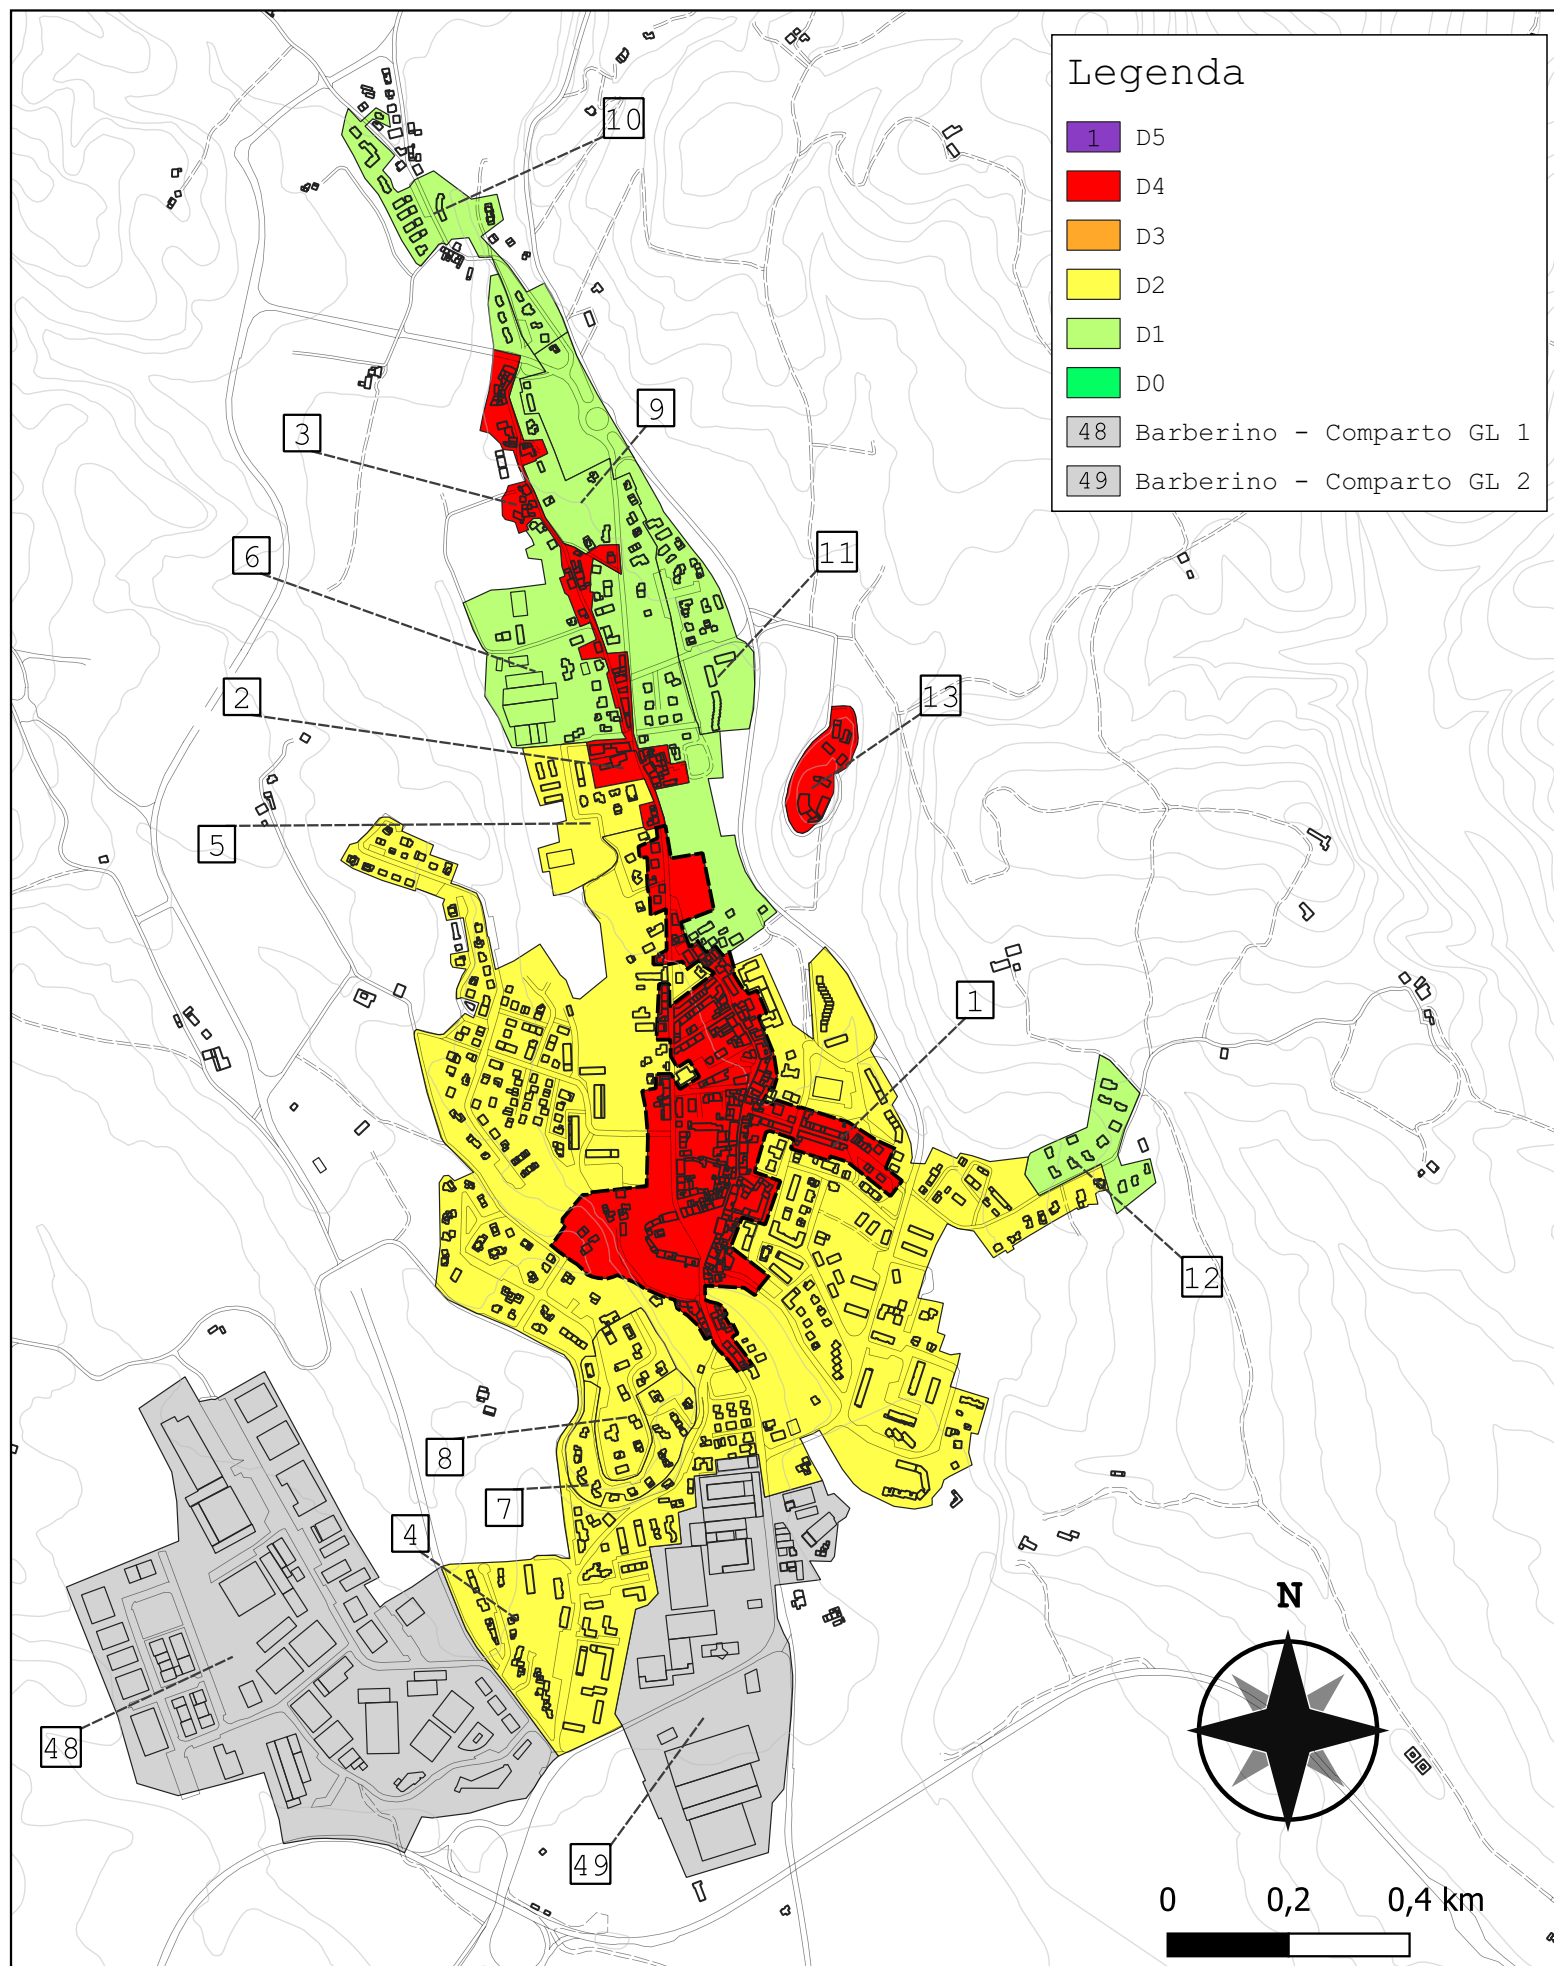 Legenda
1 D5
D4
D3
D2
D1
D0
48 Barberino - Comparto GL 1
49 Barberino - Comparto GL 2
10
9
3
11
6
2
13
5
1
12
8
7
4
48
49
N
0 0,2 0,4 km